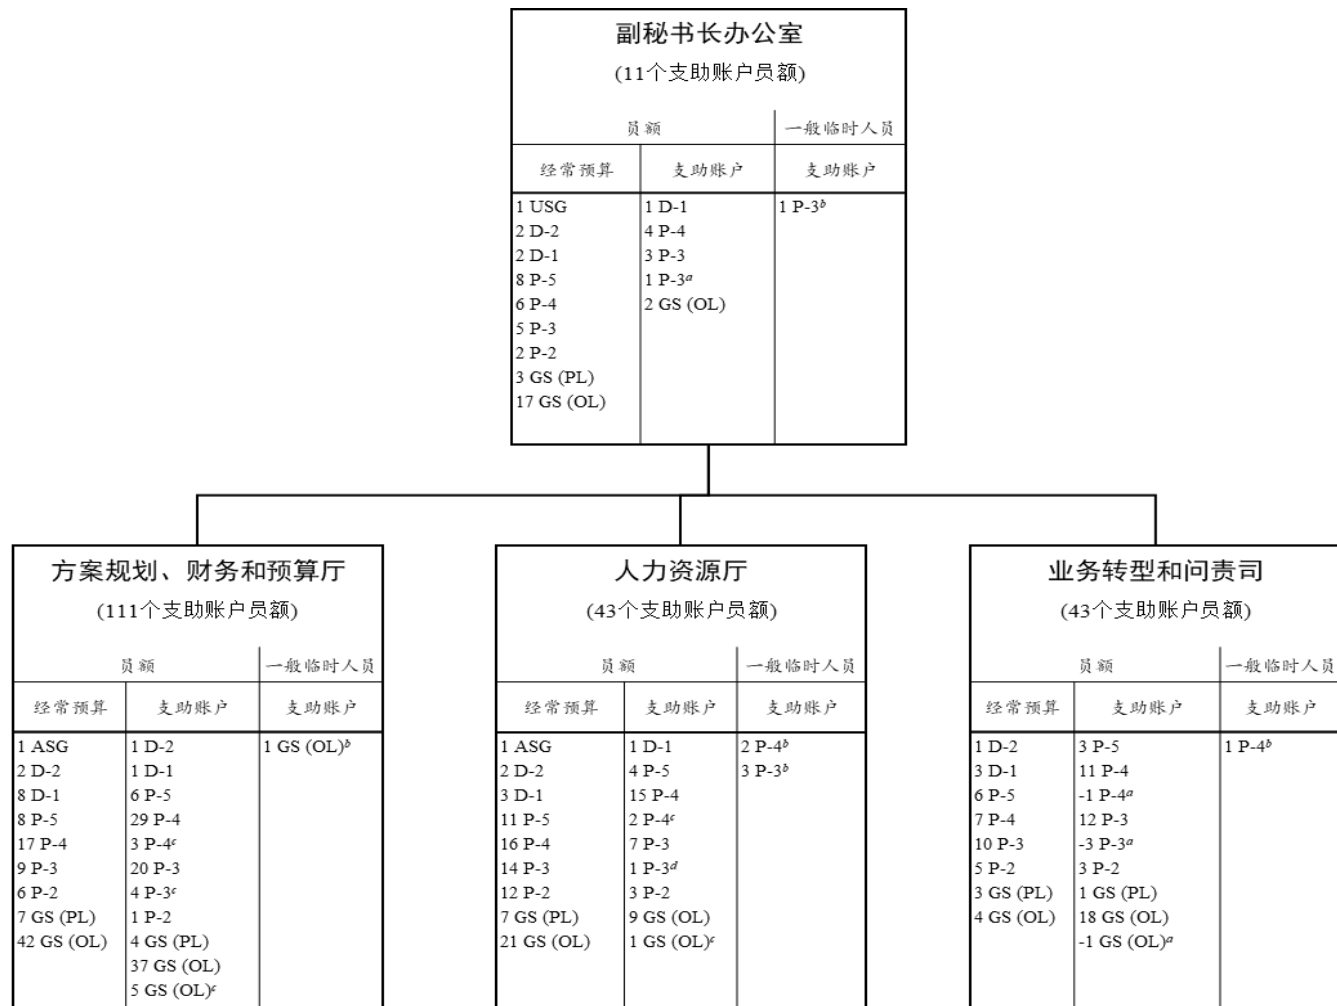 副秘书长办公室
(11个支助账户员额)
员额 一般临时人员
经常预算 支助账户 支助账户
1 USG 1 D-1 1 P-3b
2 D-2 4 P-4
2 D-1 3 P-3
8 P-5 1 P-3a
6 P-4 2 GS (OL)
5 P-3
2 P-2
3 GS (PL)
17 GS (OL)
方案规划、财务和预算厅
(111个支助账户员额)
员额 一般临时人员
经常预算 支助账户 支助账户
1 ASG 1 D-2 1 GS (OL)b
2 D-2 1 D-1
8 D-1 6 P-5
8 P-5 29 P-4
17 P-4 3 P-4c
9 P-3 20 P-3
6 P-2 4 P-3c
7 GS (PL) 1 P-2
42 GS (OL) 4 GS (PL)
37 GS (OL)
5 GS (OL)c
人力资源厅
(43个支助账户员额)
员额 一般临时人员
经常预算 支助账户 支助账户
1 ASG 1 D-1 2 P-4b
2 D-2 4 P-5 3 P-3b
3 D-1 15 P-4
11 P-5 2 P-4c
16 P-4 7 P-3
14 P-3 1 P-3d
12 P-2 3 P-2
7 GS (PL) 9 GS (OL)
21 GS (OL) 1 GS (OL)c
业务转型和问责司
(43个支助账户员额)
员额 一般临时人员
经常预算 支助账户 支助账户
1 D-2 3 P-5 1 P-4b
3 D-1 11 P-4
6 P-5 -1 P-4a
7 P-4 12 P-3
10 P-3 -3 P-3a
5 P-2 3 P-2
3 GS (PL) 1 GS (PL)
4 GS (OL) 18 GS (OL)
-1 GS (OL)a